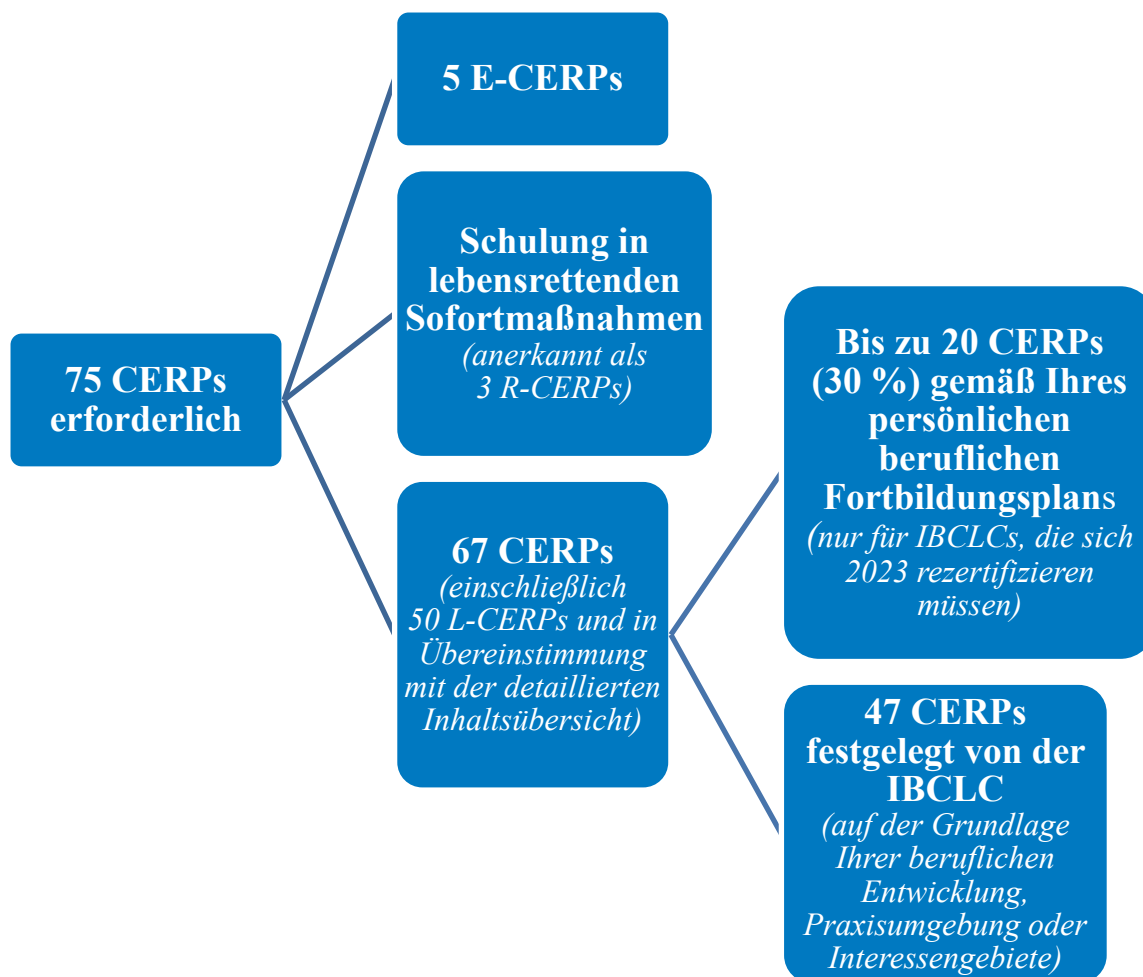 5 E-CERPs
Schulung in
lebensrettenden
Sofortmaßnahmen
(anerkannt als
3 R-CERPs)
75 CERPs
erforderlich
67 CERPs
(einschließlich
50 L-CERPs und in
Übereinstimmung
mit der detaillierten
Inhaltsübersicht)
Bis zu 20 CERPs
(30 %) gemäß Ihres
persönlichen
beruflichen
Fortbildungsplans
(nur für IBCLCs, die sich
2023 rezertifizieren
müssen)
47 CERPs
festgelegt von der
IBCLC
(auf der Grundlage
Ihrer beruflichen
Entwicklung,
Praxisumgebung oder
Interessengebiete)